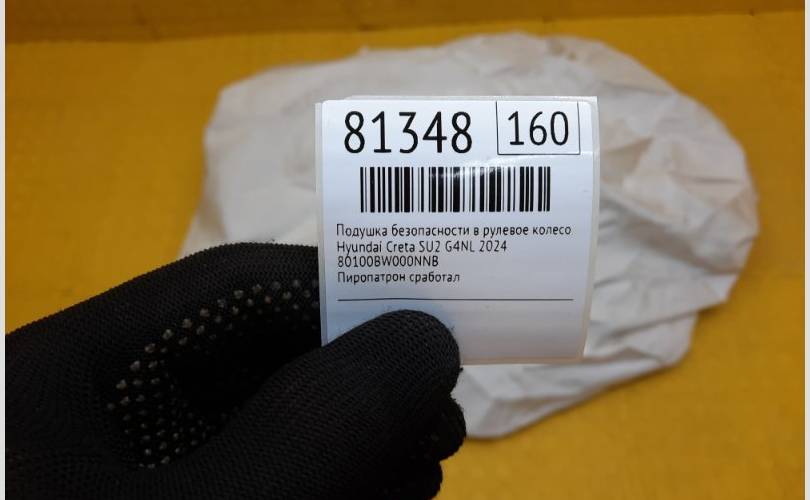 81348 160
Подушка безопасности в рулевое колесо
Hyundai Creta SU2 G4NL 2024
80100BW000NNB
Пиропатрон сработал